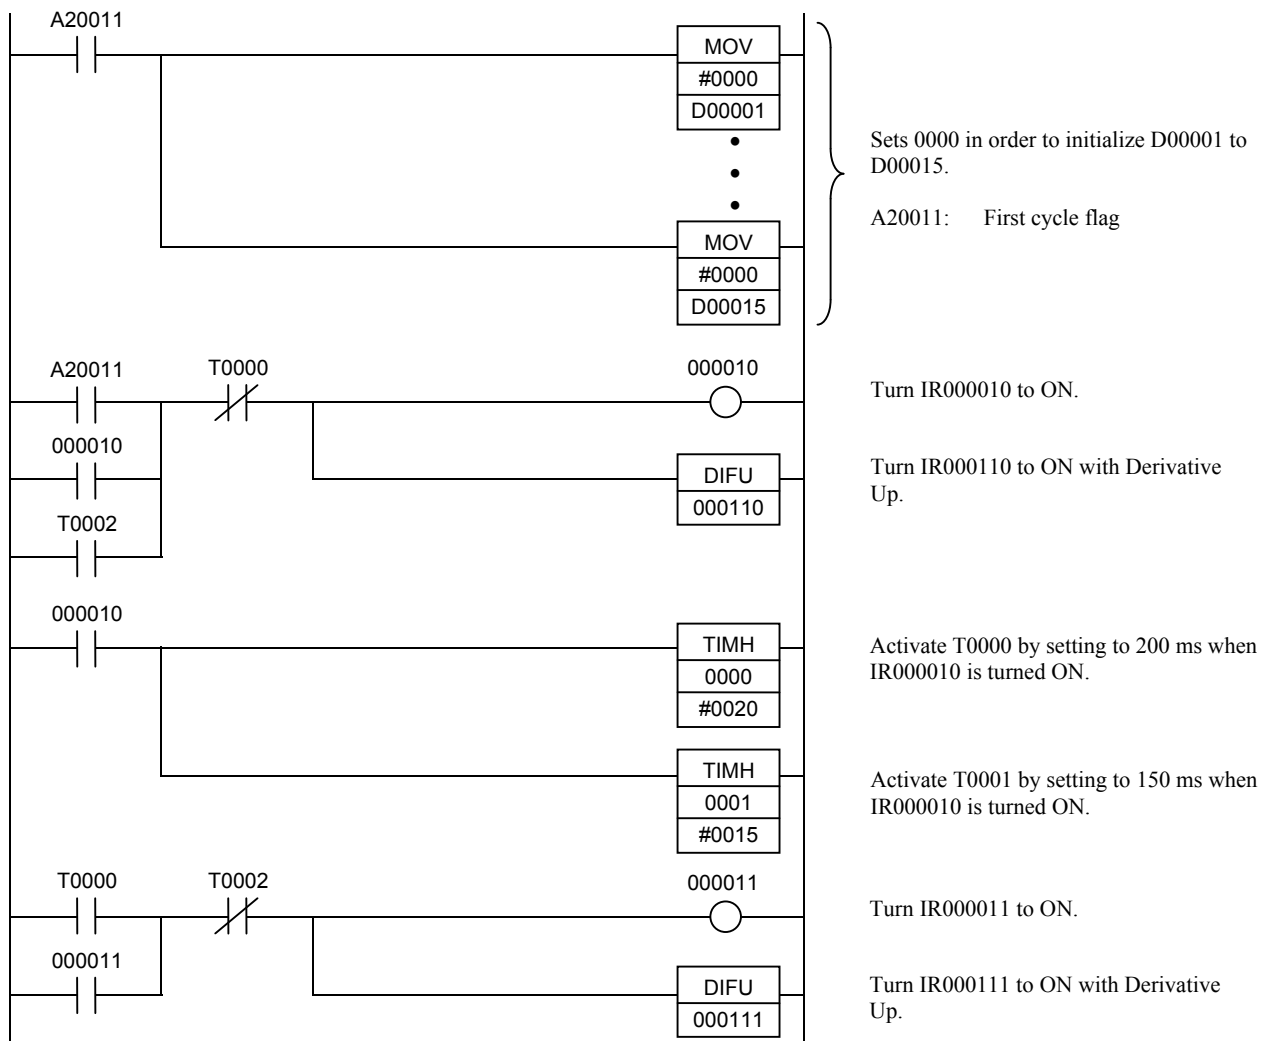 A20011
MOV
#0000
D00001
Sets 0000 in order to initialize D00001 to
D00015.
A20011: First cycle flag
MOV
#0000
D00015
A20011
T0000
000010
Turn IR000010 to ON.
000010
DIFU
000110
Turn IR000110 to ON with Derivative
Up.
T0002
000010
TIMH
0000
#0020
Activate T0000 by setting to 200 ms when
IR000010 is turned ON.
TIMH
0001
#0015
Activate T0001 by setting to 150 ms when
IR000010 is turned ON.
T0000
T0002
000011
Turn IR000011 to ON.
000011
DIFU
000111
Turn IR000111 to ON with Derivative
Up.